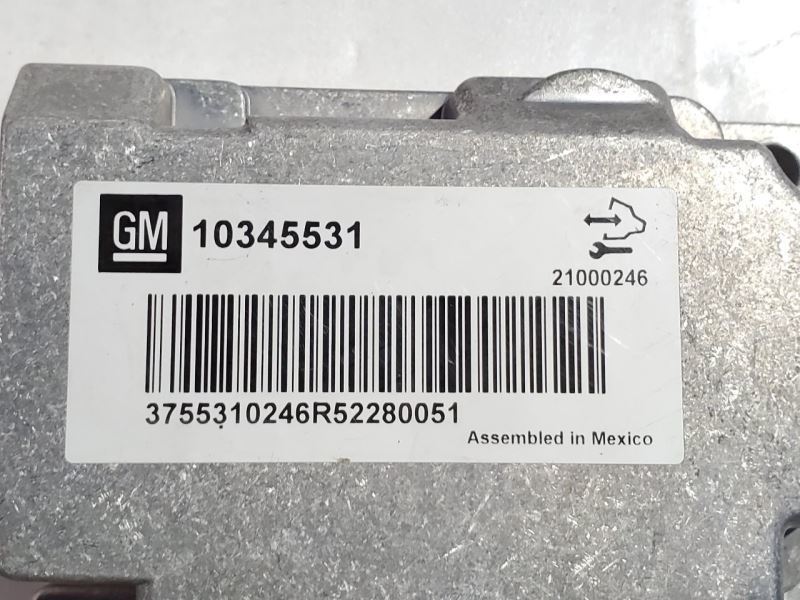 GM 10345531
21000246
3755310246R52280051
Assembled in Mexico